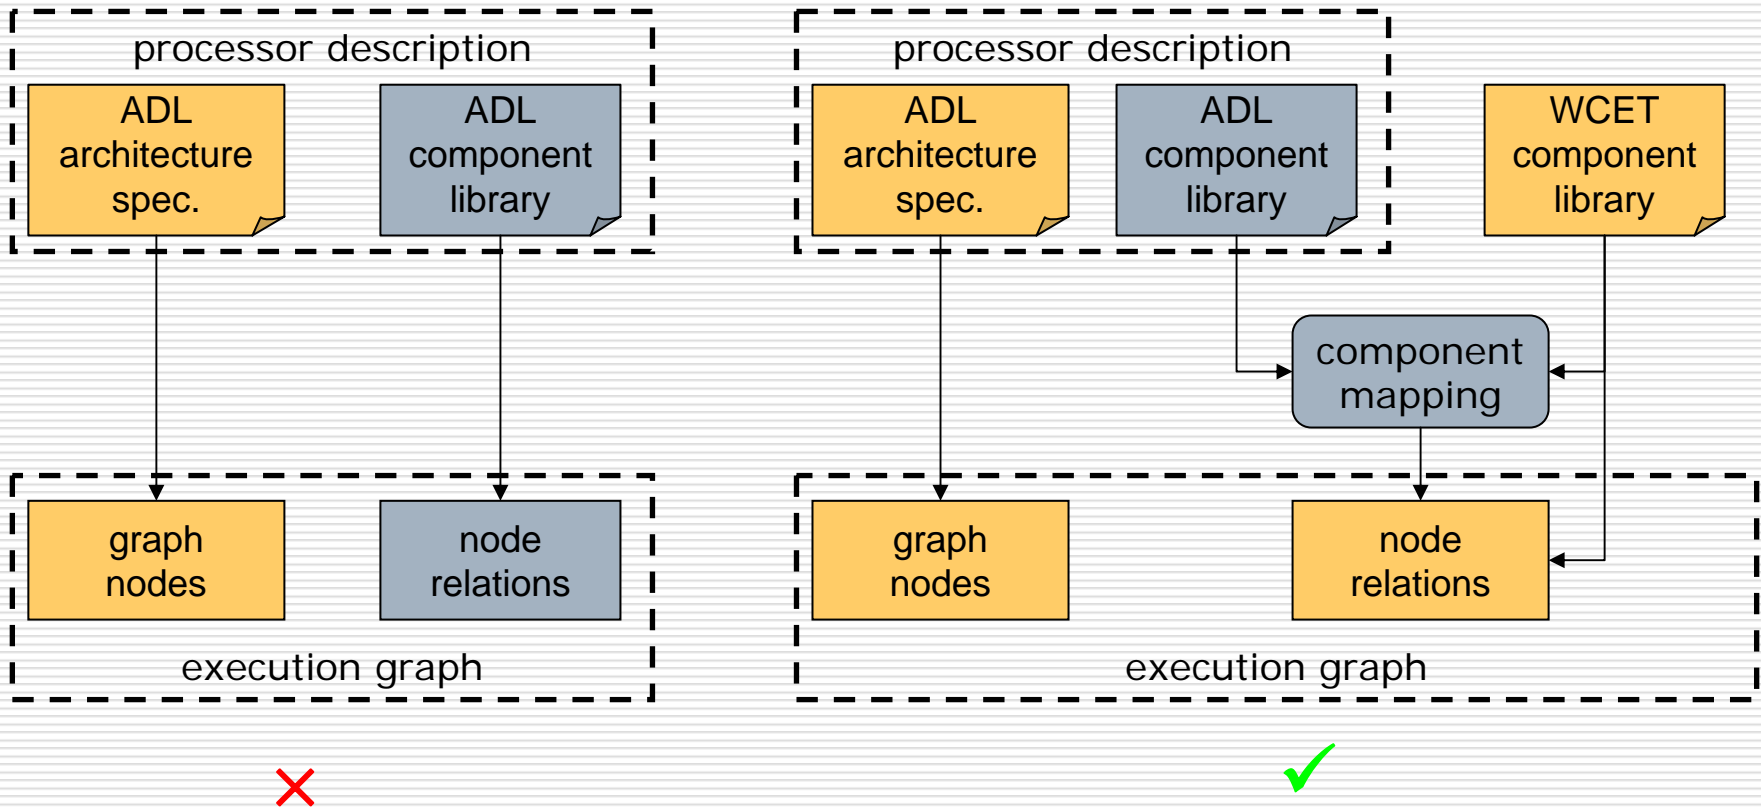 processor description
ADL
architecture
spec.
ADL
component
library
graph
nodes
node
relations
execution graph
processor description
ADL
architecture
spec.
ADL
component
library
WCET
component
library
component
mapping
graph
nodes
node
relations
execution graph